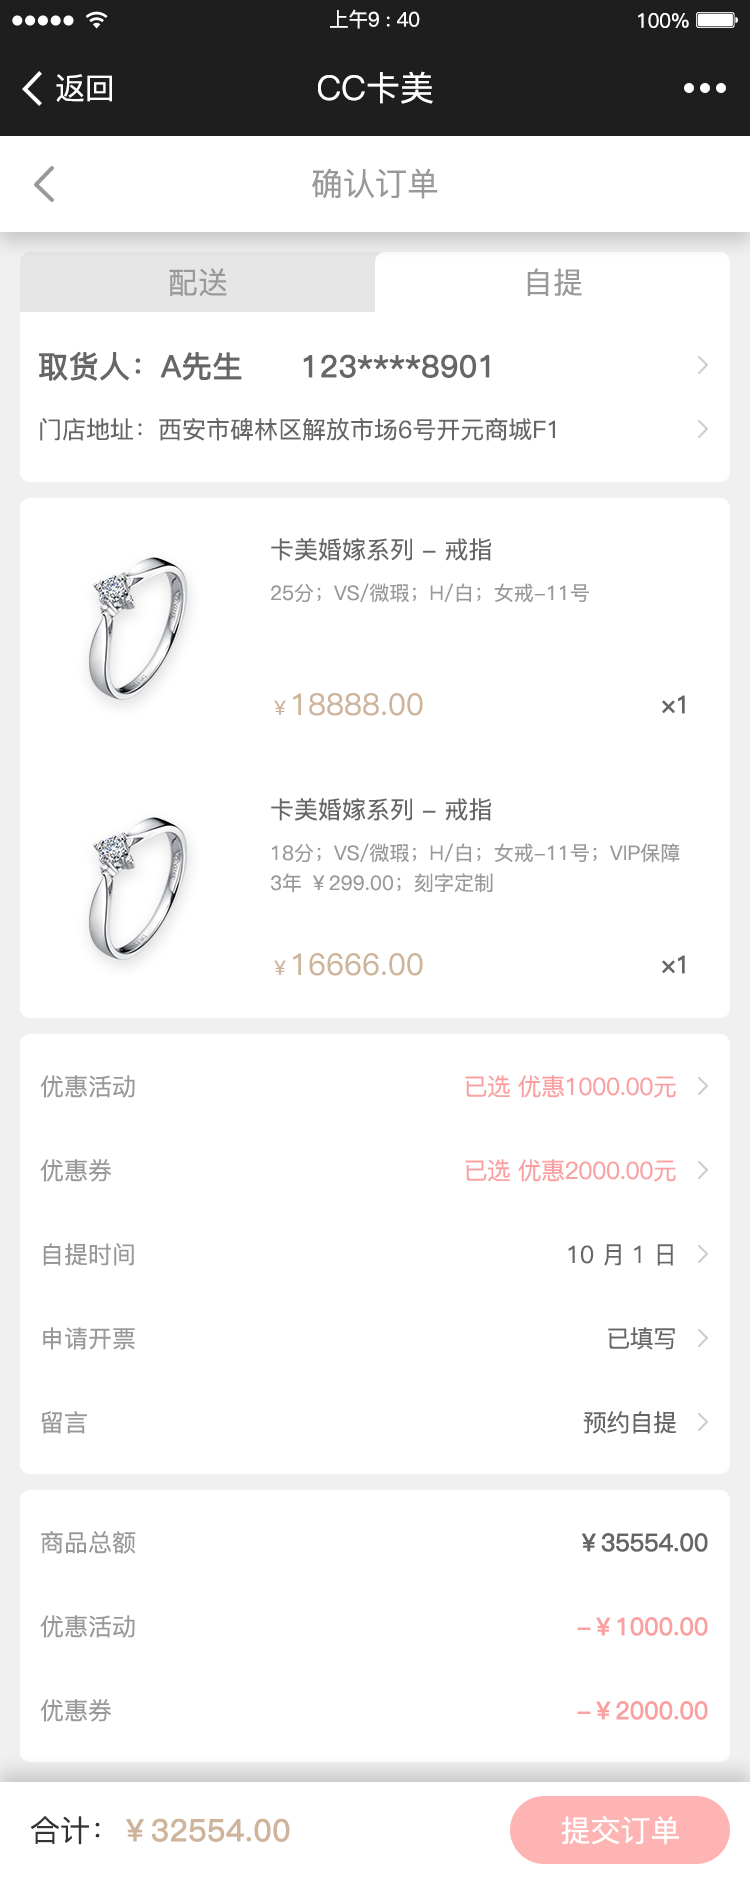 上午9 : 40
100%
返回
CC卡美
确认订单
配送
自提
取货人：A先生 123****8901
门店地址：西安市碑林区解放市场6号开元商城F1
卡美婚嫁系列 – 戒指
25分；VS/微瑕；H/白；女戒–11号
¥18888.00
×1
卡美婚嫁系列 – 戒指
18分；VS/微瑕；H/白；女戒–11号；VIP保障
3年 ¥299.00；刻字定制
¥16666.00
×1
优惠活动
已选 优惠1000.00元
优惠券
已选 优惠2000.00元
自提时间
10 月 1 日
申请开票
已填写
留言
预约自提
商品总额
¥35554.00
优惠活动
–¥1000.00
优惠券
–¥2000.00
合计：¥32554.00
提交订单